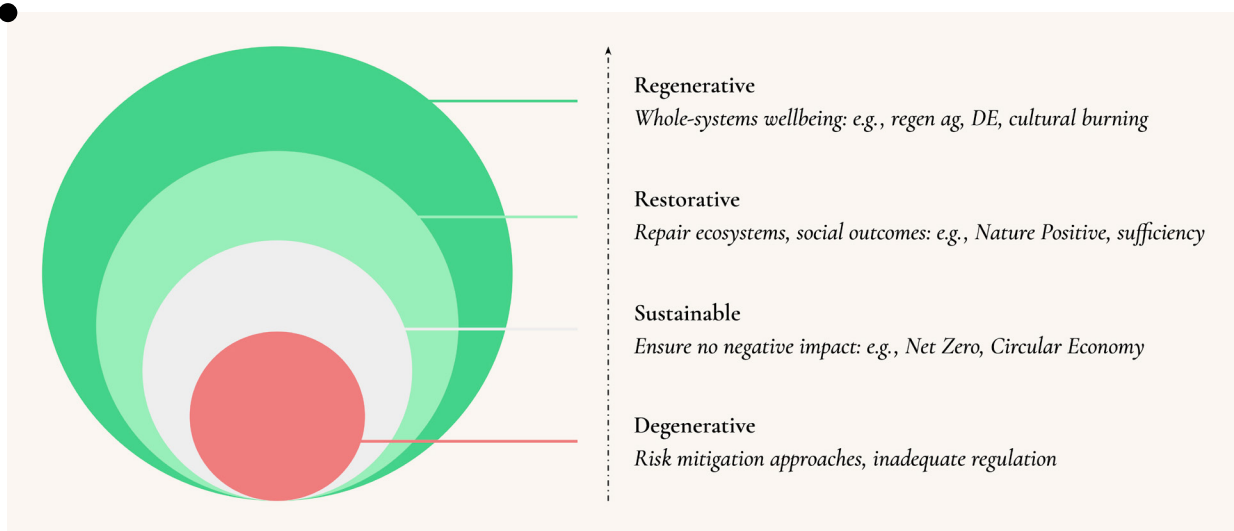 Regenerative
Whole-systems wellbeing: e.g., regen ag, DE, cultural burning
Restorative
Repair ecosystems, social outcomes: e.g., Nature Positive, sufficiency
Sustainable
Ensure no negative impact: e.g., Net Zero, Circular Economy
Degenerative
Risk mitigation approaches, inadequate regulation